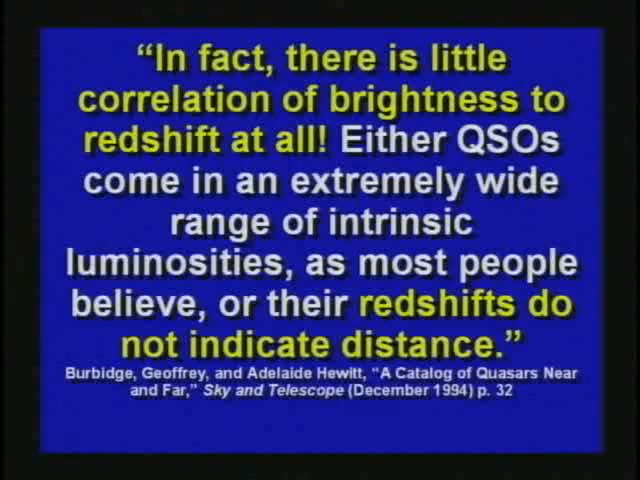 “In fact, there is little
correlation of brightness to
redshift at all! Either QSOs
come in an extremely wide
range of intrinsic
luminosities, as most people
believe, or their redshifts do
not indicate distance.”
Burbidge, Geoffrey, and Adelaide Hewitt, “A Catalog of Quasars Near
and Far,” Sky and Telescope (December 1994) p. 32